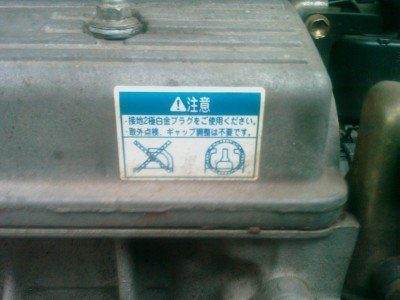 ⚠注意
・接地2極白金プラグをご使用ください。
・取外点検、ギャップ調整は不要です。